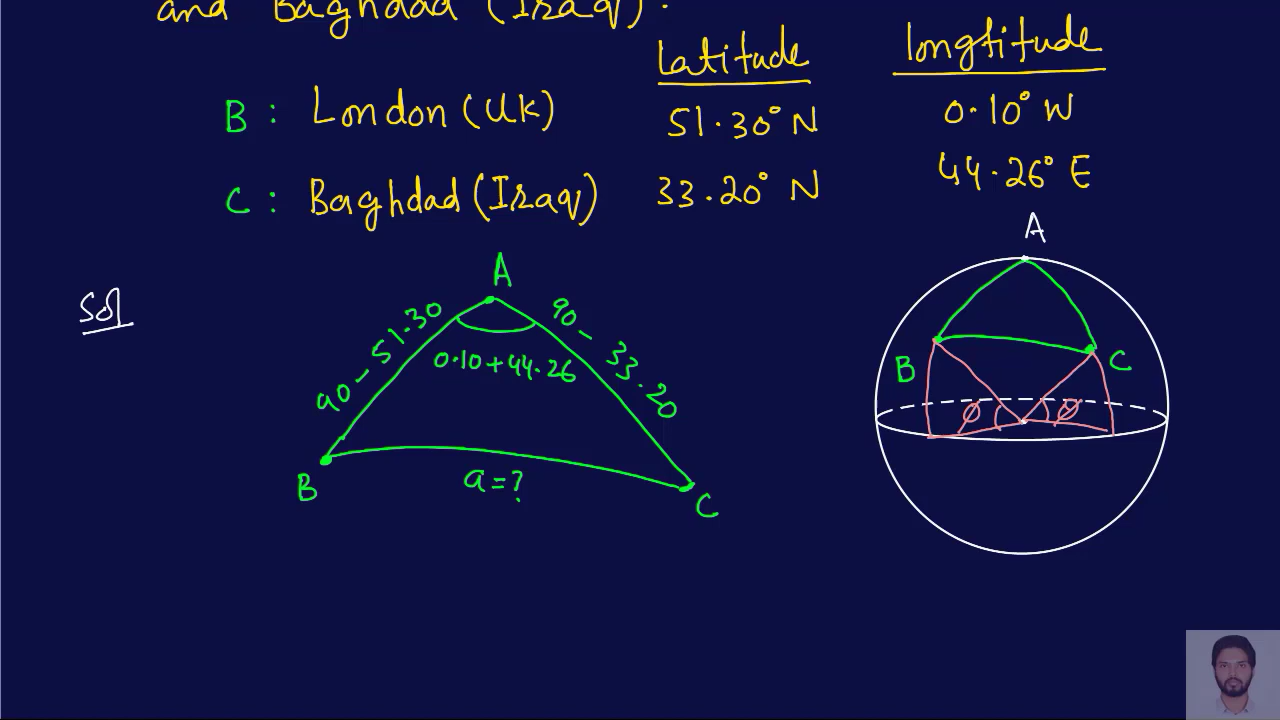 and Baghdad (Iraq).
Latitude longtitude
B: London (UK) 51.30° N 0.10° W
C: Baghdad (Iraq) 33.20° N 44.26° E
Sol
A
90 - 51.30
90 - 33.20
0.10 + 44.26
B
a = ?
C
A
B
C
φ
θ